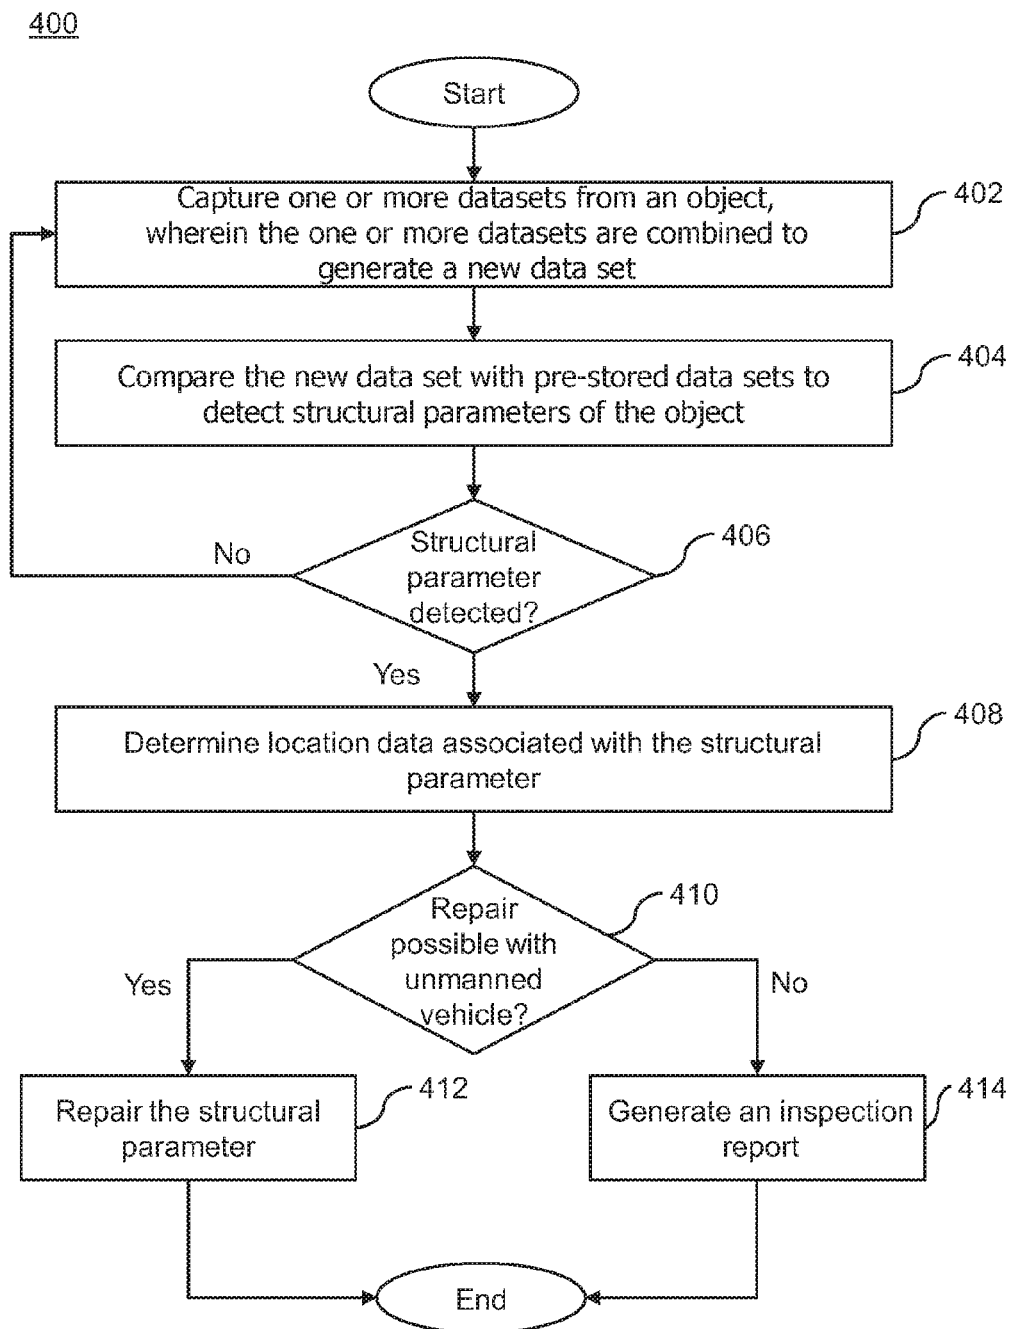 400
Start
Capture one or more datasets from an object,
wherein the one or more datasets are combined to
generate a new data set
402
Compare the new data set with pre-stored data sets to
detect structural parameters of the object
404
Structural
parameter
detected?
406
No
Yes
Determine location data associated with the structural
parameter
408
Repair
possible with
unmanned
vehicle?
410
Yes
No
Repair the structural
parameter
412
Generate an inspection
report
414
End